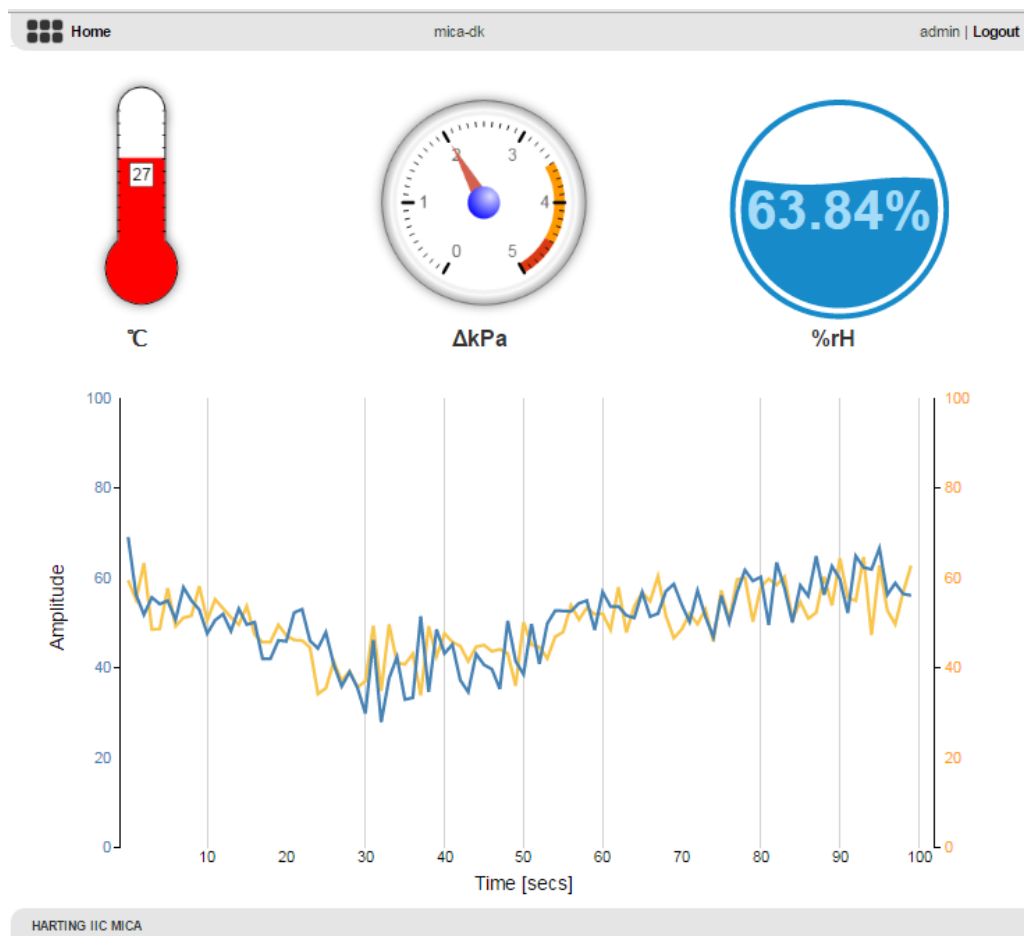 Home mica-dk admin | Logout
27
0 1 2 3 4 5
63.84%
℃ ΔkPa %rH
100 100
80 80
60 60
Amplitude
40 40
20 20
0 0
10 20 30 40 50 60 70 80 90 100
Time [secs]
HARTING IIC MICA